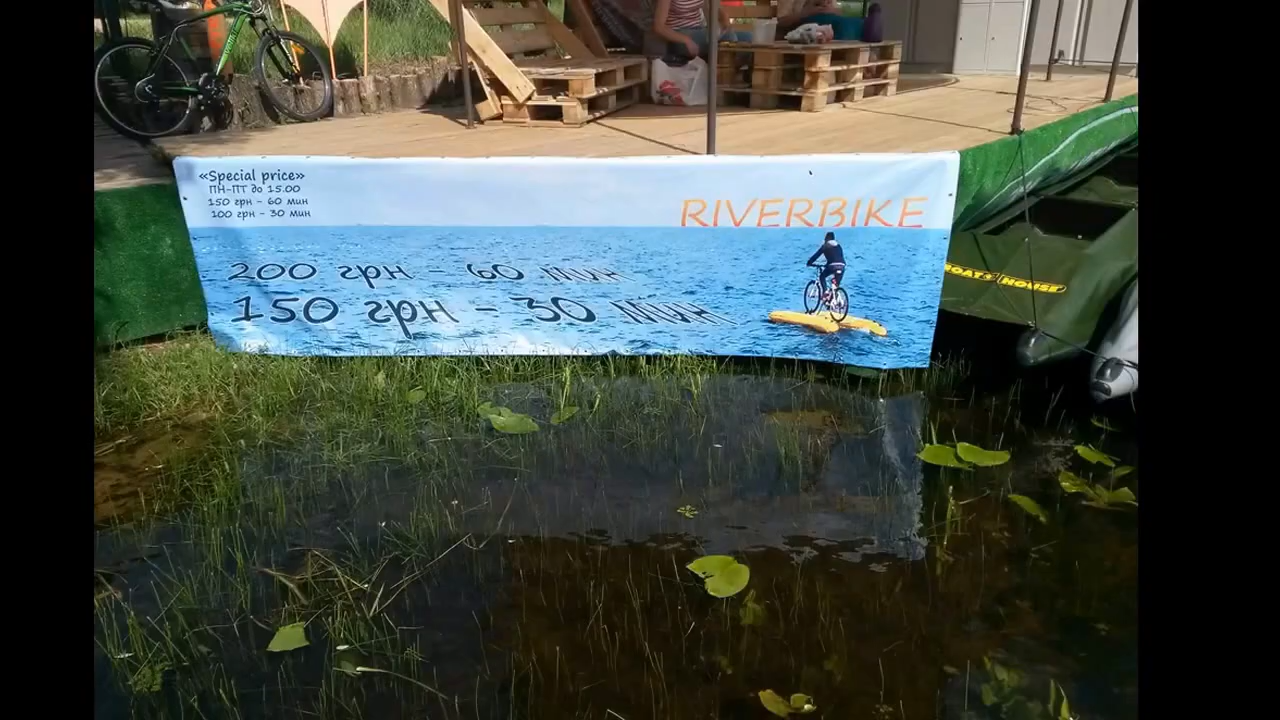 «Special price»
ПН-ПТ до 15.00
150 грн - 60 мин
100 грн - 30 мин
RIVERBIKE
200 грн - 60 мин
150 грн - 30 мин
BOAT HOUSE